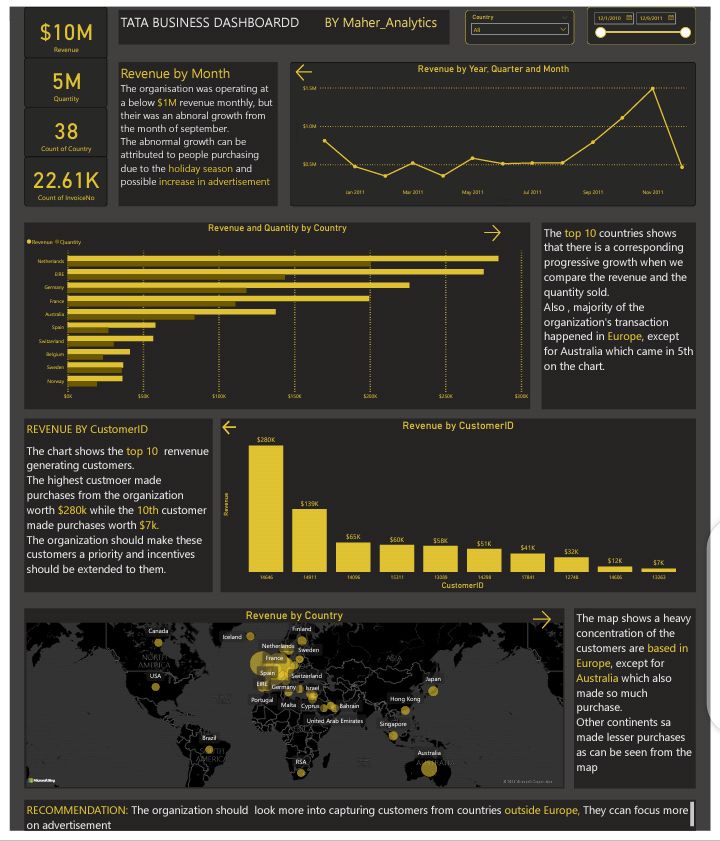 $10M
Revenue
5M
Quantity
38
Count of Country
22.61K
Count of InvoiceNo
TATA BUSINESS DASHBOARDD BY Maher_Analytics
Country
All
12/1/2010 12/9/2011
Revenue by Month
The organisation was operating at
a below $1M revenue monthly, but
their was an abnoral growth from
the month of september.
The abnormal growth can be
attributed to people purchasing
due to the holiday season and
possible increase in advertisement
Revenue by Year, Quarter and Month
$1.5M
$1.0M
$0.5M
Jan 2011 Mar 2011 May 2011 Jul 2011 Sep 2011 Nov 2011
Revenue and Quantity by Country
Revenue Quantity
Netherlands
EIRE
Germany
France
Australia
Spain
Switzerland
Belgium
Sweden
Norway
$0K $50K $100K $150K $200K $250K $300K
The top 10 countries shows
that there is a corresponding
progressive growth when we
compare the revenue and the
quantity sold.
Also , majority of the
organization's transaction
happened in Europe, except
for Australia which came in 5th
on the chart.
REVENUE BY CustomerID
The chart shows the top 10 renvenue
generating customers.
The highest custmoer made
purchases from the organization
worth $280k while the 10th customer
made purchases worth $7k.
The organization should make these
customers a priority and incentives
should be extended to them.
Revenue by CustomerID
Revenue
$280K
$139K
$65K
$60K
$58K
$51K
$41K
$32K
$12K
$7K
14646 14911 14096 15311 13089 14298 17841 12748 14606 13263
CustomerID
Revenue by Country
Canada
Iceland
Finland
Netherlands
Sweden
NORTH
AMERICA
France
ASIA
USA
Spain
Switzerland
EIRE
Germany
Israel
Japan
Portugal
Malta
Cyprus
Bahrain
Hong Kong
United Arab Emirates
Singapore
Brazil
SOUTH
AMERICA
Australia
AUSTRALIA
RSA
Microsoft Bing
The map shows a heavy
concentration of the
customers are based in
Europe, except for
Australia which also
made so much
purchase.
Other continents sa
made lesser purchases
as can be seen from the
map
RECOMMENDATION: The organization should look more into capturing customers from countries outside Europe, They ccan focus more
on advertisement